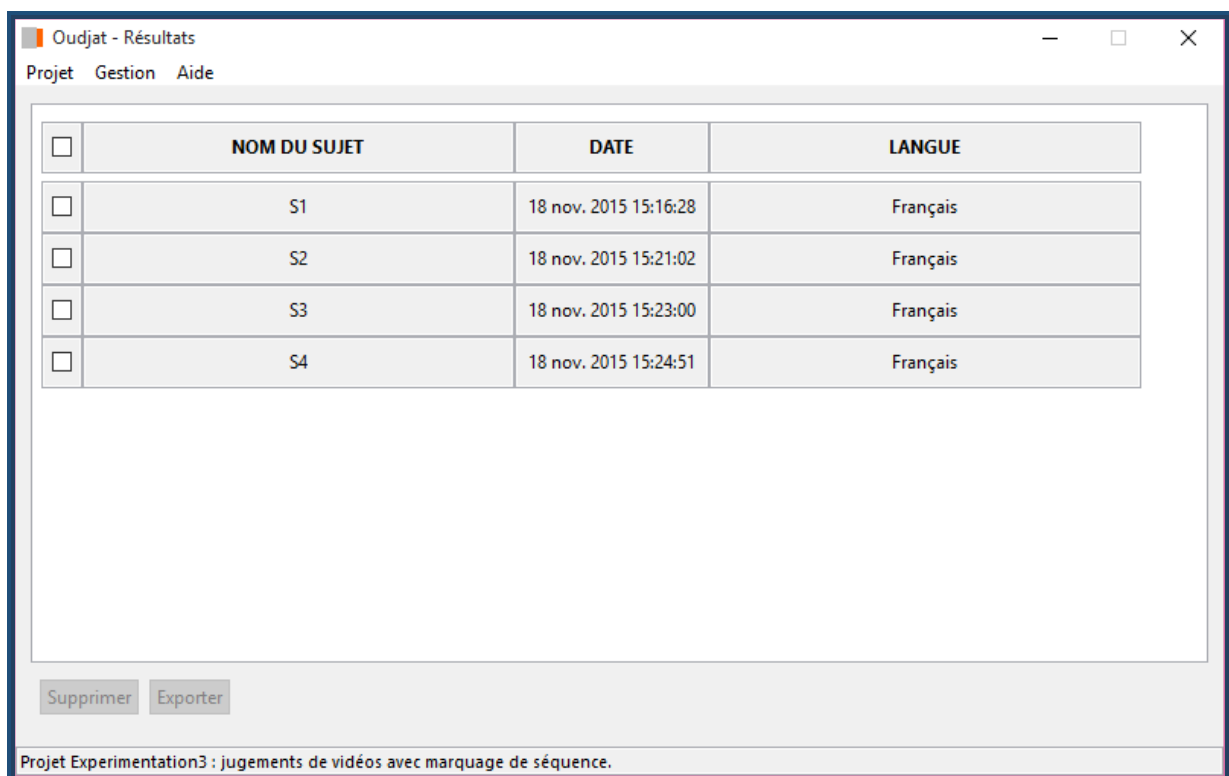 Oudjat - Résultats
Projet Gestion Aide
NOM DU SUJET DATE LANGUE
S1 18 nov. 2015 15:16:28 Français
S2 18 nov. 2015 15:21:02 Français
S3 18 nov. 2015 15:23:00 Français
S4 18 nov. 2015 15:24:51 Français
Supprimer Exporter
Projet Experimentation3 : jugements de vidéos avec marquage de séquence.